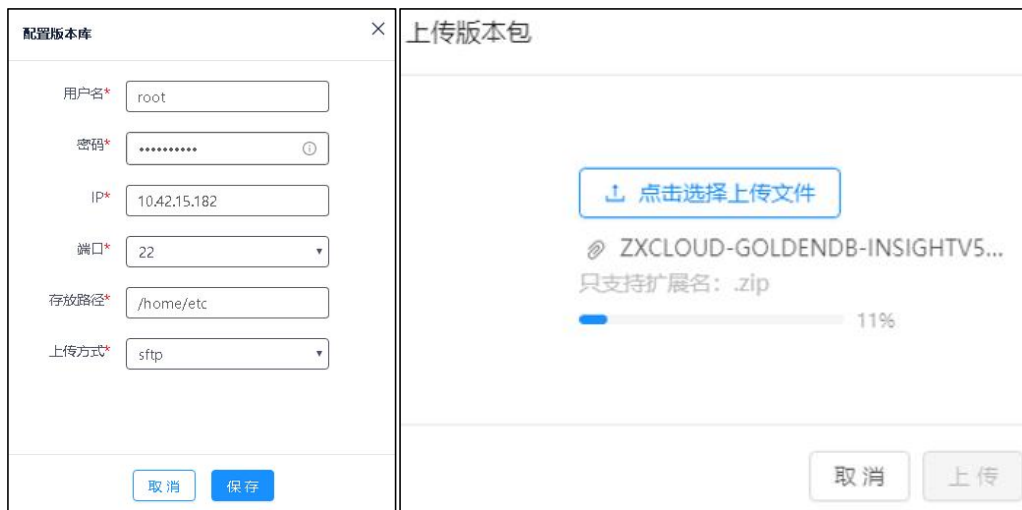 配置版本库
用户名* root
密码* ••••••••••
IP* 10.42.15.182
端口* 22
存放路径* /home/etc
上传方式* sftp
取消 保存
上传版本包
点击选择上传文件
ZXCLOUD-GOLDENDB-INSIGHTV5...
只支持扩展名：.zip
11%
取消 上传